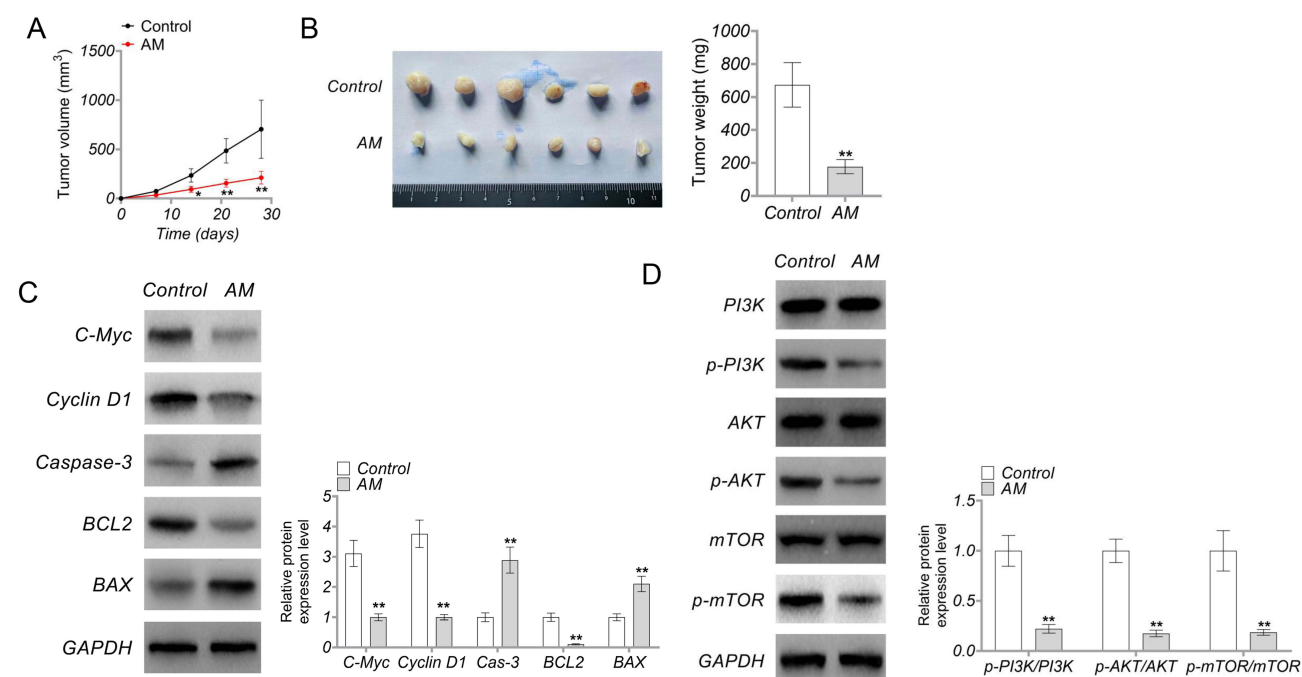 A
Control
AM
Tumor volume (mm³)
1500
1000
500
0
0 10 20 30
Time (days)
*
**
**
B
Control
AM
1 2 3 4 5 6 7 8 9 10 11
Tumor weight (mg)
1000
800
600
400
200
0
**
Control AM
C
Control AM
C-Myc
Cyclin D1
Caspase-3
BCL2
BAX
GAPDH
Control
AM
Relative protein
expression level
5
4
3
2
1
0
**
**
**
**
**
C-Myc Cyclin D1 Cas-3 BCL2 BAX
D
Control AM
PI3K
p-PI3K
AKT
p-AKT
mTOR
p-mTOR
GAPDH
Control
AM
Relative protein
expression level
1.5
1.0
0.5
0.0
**
**
**
p-PI3K/PI3K p-AKT/AKT p-mTOR/mTOR